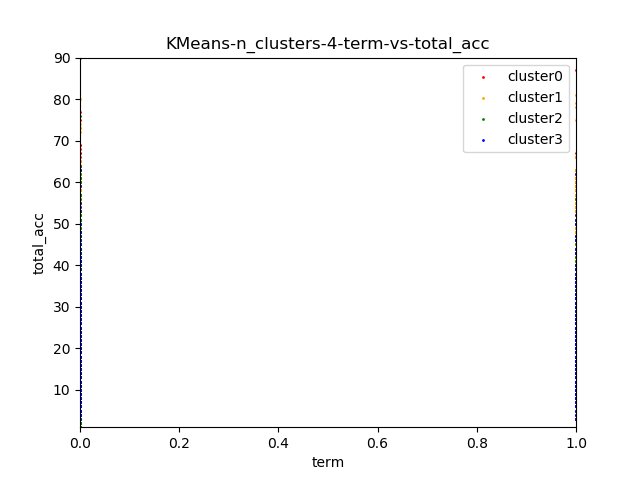 KMeans-n_clusters-4-term-vs-total_acc
90
80
70
60
50
40
30
20
10
total_acc
cluster0
cluster1
cluster2
cluster3
0.0 0.2 0.4 0.6 0.8 1.0
term